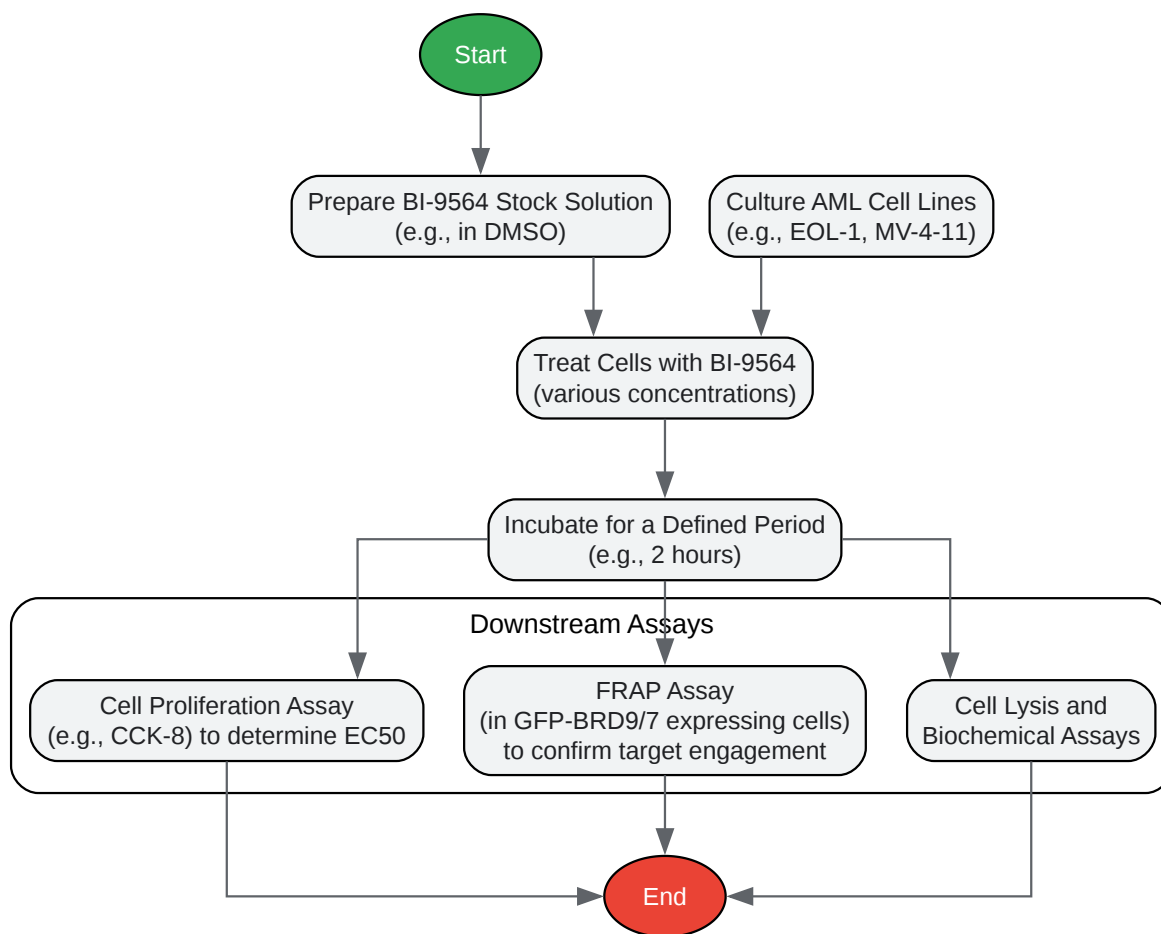 Start
Prepare BI-9564 Stock Solution
(e.g., in DMSO)
Culture AML Cell Lines
(e.g., EOL-1, MV-4-11)
Treat Cells with BI-9564
(various concentrations)
Incubate for a Defined Period
(e.g., 2 hours)
Downstream Assays
Cell Proliferation Assay
(e.g., CCK-8) to determine EC50
FRAP Assay
(in GFP-BRD9/7 expressing cells)
to confirm target engagement
Cell Lysis and
Biochemical Assays
End